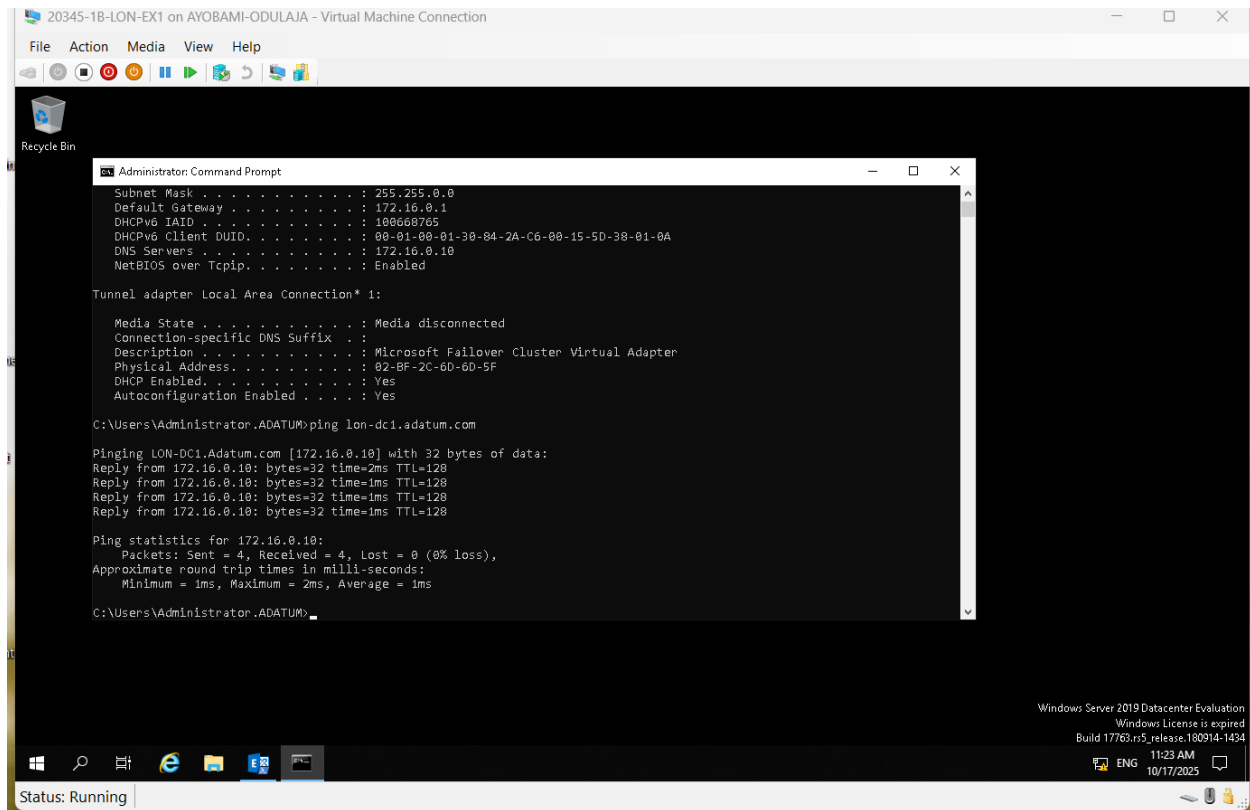 20345-1B-LON-EX1 on AYOBAMI-ODULAJA - Virtual Machine Connection
File Action Media View Help
Recycle Bin
Administrator: Command Prompt
Subnet Mask . . . . . . . . . . . : 255.255.0.0
Default Gateway . . . . . . . . . : 172.16.0.1
DHCPv6 IAID . . . . . . . . . . . : 100668765
DHCPv6 Client DUID. . . . . . . . : 00-01-00-01-30-84-2A-C6-00-15-5D-38-01-0A
DNS Servers . . . . . . . . . . . : 172.16.0.10
NetBIOS over Tcpip. . . . . . . . : Enabled
Tunnel adapter Local Area Connection* 1:
Media State . . . . . . . . . . . : Media disconnected
Connection-specific DNS Suffix  . :
Description . . . . . . . . . . . : Microsoft Failover Cluster Virtual Adapter
Physical Address. . . . . . . . . : 02-BF-2C-6D-6D-5F
DHCP Enabled. . . . . . . . . . . : Yes
Autoconfiguration Enabled . . . . : Yes
C:\Users\Administrator.ADATUM>ping lon-dc1.adatum.com
Pinging LON-DC1.Adatum.com [172.16.0.10] with 32 bytes of data:
Reply from 172.16.0.10: bytes=32 time=2ms TTL=128
Reply from 172.16.0.10: bytes=32 time=1ms TTL=128
Reply from 172.16.0.10: bytes=32 time=1ms TTL=128
Reply from 172.16.0.10: bytes=32 time=1ms TTL=128
Ping statistics for 172.16.0.10:
Packets: Sent = 4, Received = 4, Lost = 0 (0% loss),
Approximate round trip times in milli-seconds:
Minimum = 1ms, Maximum = 2ms, Average = 1ms
C:\Users\Administrator.ADATUM>
Windows Server 2019 Datacenter Evaluation
Windows License is expired
Build 17763.rs5_release.180914-1434
ENG
11:23 AM
10/17/2025
Status: Running